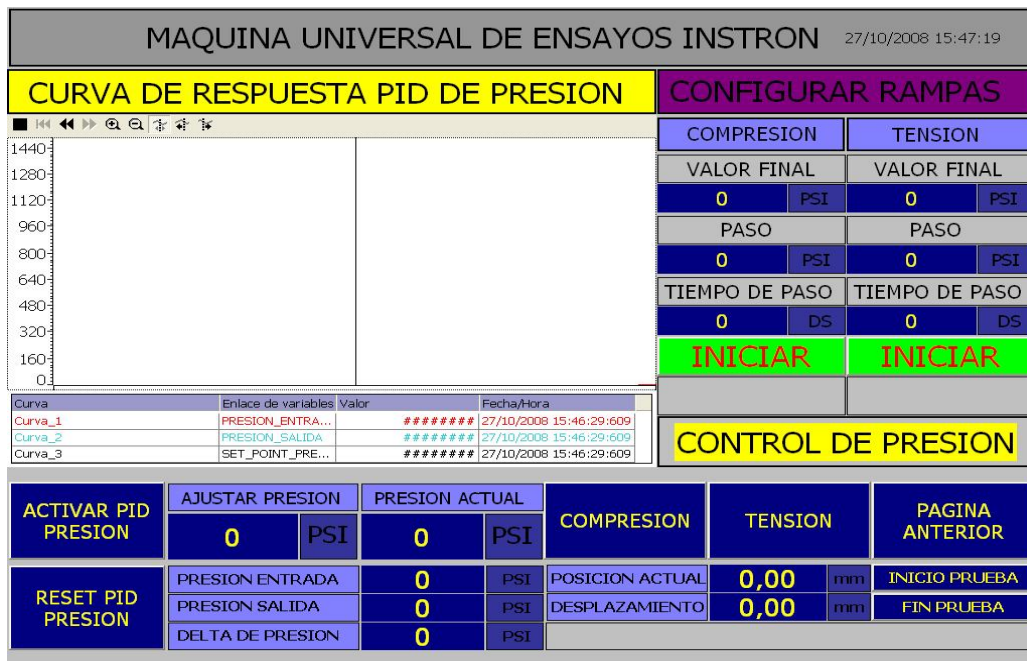 MAQUINA UNIVERSAL DE ENSAYOS INSTRON 27/10/2008 15:47:19
CURVA DE RESPUESTA PID DE PRESION
1440
1280
1120
960
800
640
480
320
160
0
Curva Enlace de variables Valor Fecha/Hora
Curva_1 PRESION_ENTRA... ######## 27/10/2008 15:46:29:609
Curva_2 PRESION_SALIDA ######## 27/10/2008 15:46:29:609
Curva_3 SET_POINT_PRE... ######## 27/10/2008 15:46:29:609
CONFIGURAR RAMPAS
COMPRESION TENSION
VALOR FINAL VALOR FINAL
0 PSI 0 PSI
PASO PASO
0 PSI 0 PSI
TIEMPO DE PASO TIEMPO DE PASO
0 DS 0 DS
INICIAR INICIAR
CONTROL DE PRESION
ACTIVAR PID
PRESION
AJUSTAR PRESION PRESION ACTUAL
0 PSI 0 PSI
COMPRESION TENSION
PAGINA
ANTERIOR
RESET PID
PRESION
PRESION ENTRADA 0 PSI
PRESION SALIDA 0 PSI
DELTA DE PRESION 0 PSI
POSICION ACTUAL 0,00 mm
DESPLAZAMIENTO 0,00 mm
INICIO PRUEBA
FIN PRUEBA